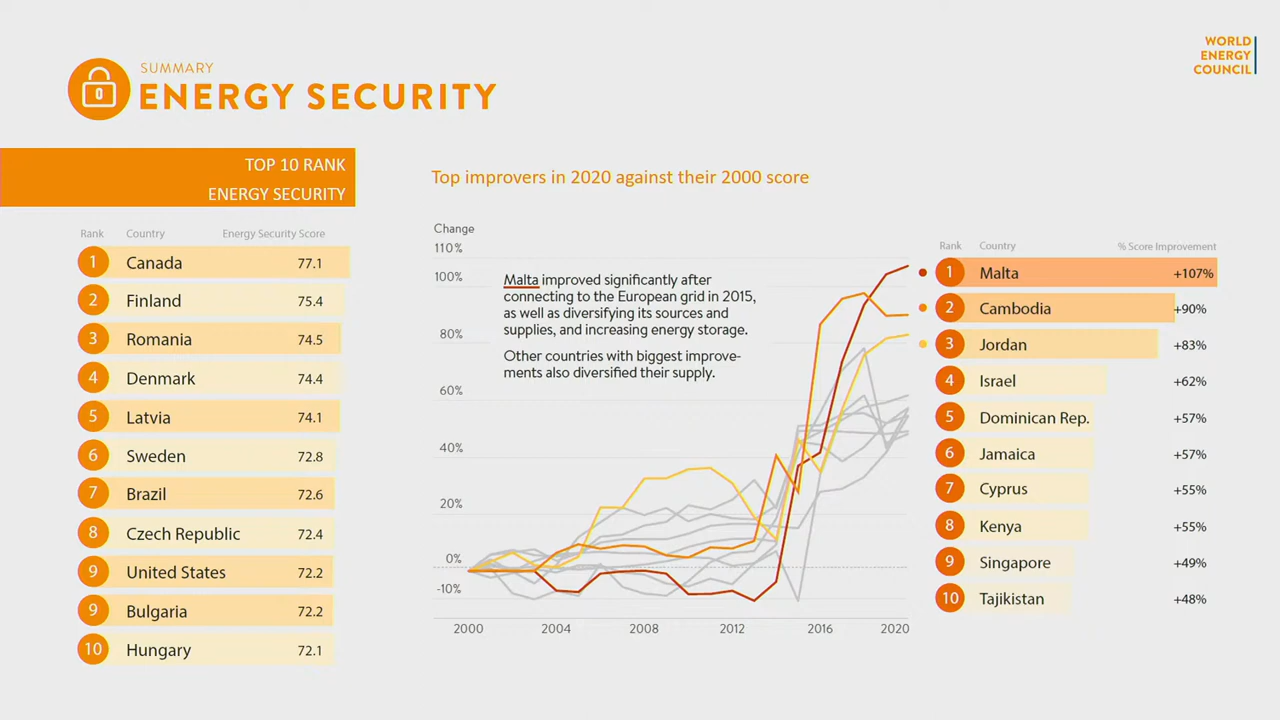 WORLD
ENERGY
COUNCIL
SUMMARY
ENERGY SECURITY
TOP 10 RANK
ENERGY SECURITY
Rank Country Energy Security Score
1 Canada 77.1
2 Finland 75.4
3 Romania 74.5
4 Denmark 74.4
5 Latvia 74.1
6 Sweden 72.8
7 Brazil 72.6
8 Czech Republic 72.4
9 United States 72.2
9 Bulgaria 72.2
10 Hungary 72.1
Top improvers in 2020 against their 2000 score
Change
110%
100%
80%
60%
40%
20%
0%
-10%
Malta improved significantly after
connecting to the European grid in 2015,
as well as diversifying its sources and
supplies, and increasing energy storage.
Other countries with biggest improve-
ments also diversified their supply.
2000 2004 2008 2012 2016 2020
Rank Country % Score Improvement
1 Malta +107%
2 Cambodia +90%
3 Jordan +83%
4 Israel +62%
5 Dominican Rep. +57%
6 Jamaica +57%
7 Cyprus +55%
8 Kenya +55%
9 Singapore +49%
10 Tajikistan +48%